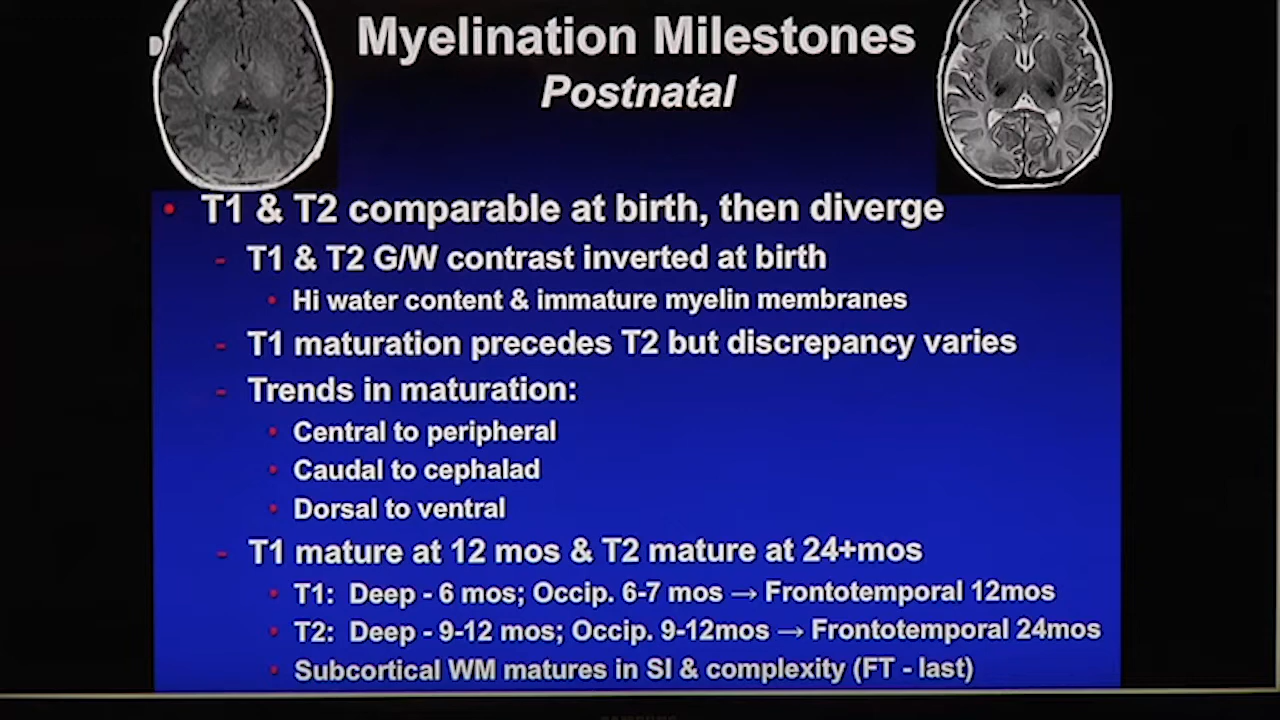 Myelination Milestones
Postnatal
• T1 & T2 comparable at birth, then diverge
- T1 & T2 G/W contrast inverted at birth
• Hi water content & immature myelin membranes
- T1 maturation precedes T2 but discrepancy varies
- Trends in maturation:
• Central to peripheral
• Caudal to cephalad
• Dorsal to ventral
- T1 mature at 12 mos & T2 mature at 24+mos
• T1: Deep - 6 mos; Occip. 6-7 mos → Frontotemporal 12mos
• T2: Deep - 9-12 mos; Occip. 9-12mos → Frontotemporal 24mos
• Subcortical WM matures in SI & complexity (FT - last)